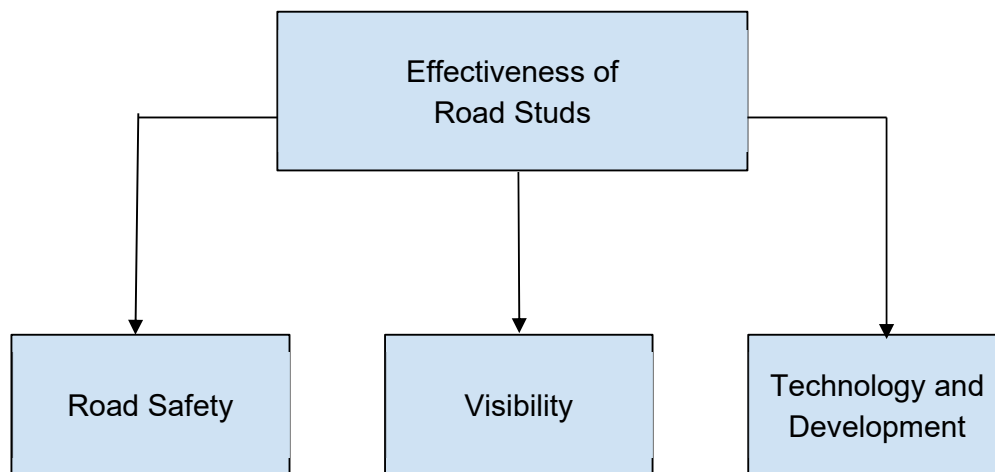 Effectiveness of
Road Studs
Road Safety
Visibility
Technology and
Development